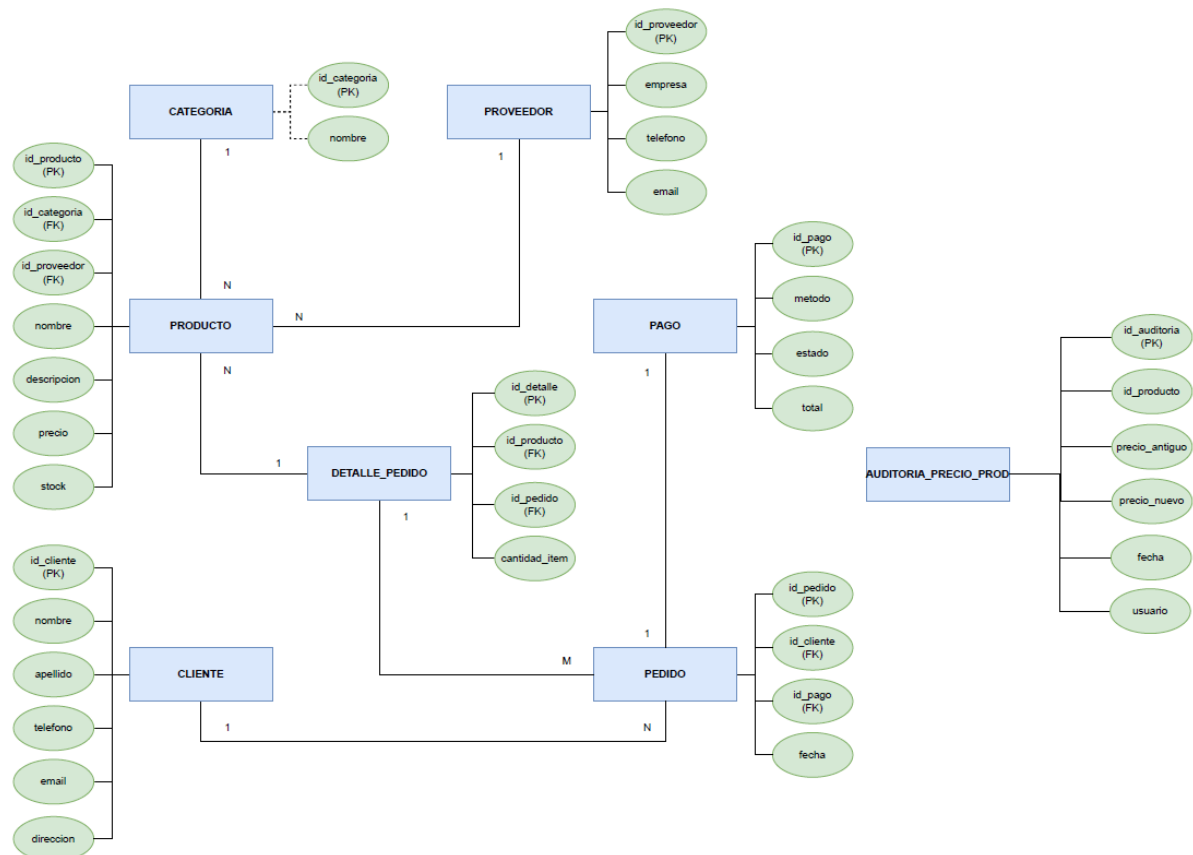 id_proveedor
(PK)
id_categoria
(PK)
CATEGORIA
PROVEEDOR
empresa
nombre
telefono
1
1
id_producto
(PK)
email
id_categoria
(FK)
id_pago
(PK)
id_proveedor
(FK)
metodo
N
N
nombre
PRODUCTO
PAGO
id_auditoria
(PK)
estado
N
1
descripcion
id_detalle
(PK)
id_producto
total
precio
id_producto
(FK)
precio_antiguo
1
DETALLE_PEDIDO
AUDITORIA_PRECIO_PROD
stock
id_pedido
(FK)
precio_nuevo
1
cantidad_item
fecha
id_cliente
(PK)
id_pedido
(PK)
usuario
nombre
1
id_cliente
(FK)
M
apellido
CLIENTE
PEDIDO
id_pago
(FK)
1
N
telefono
fecha
email
direccion